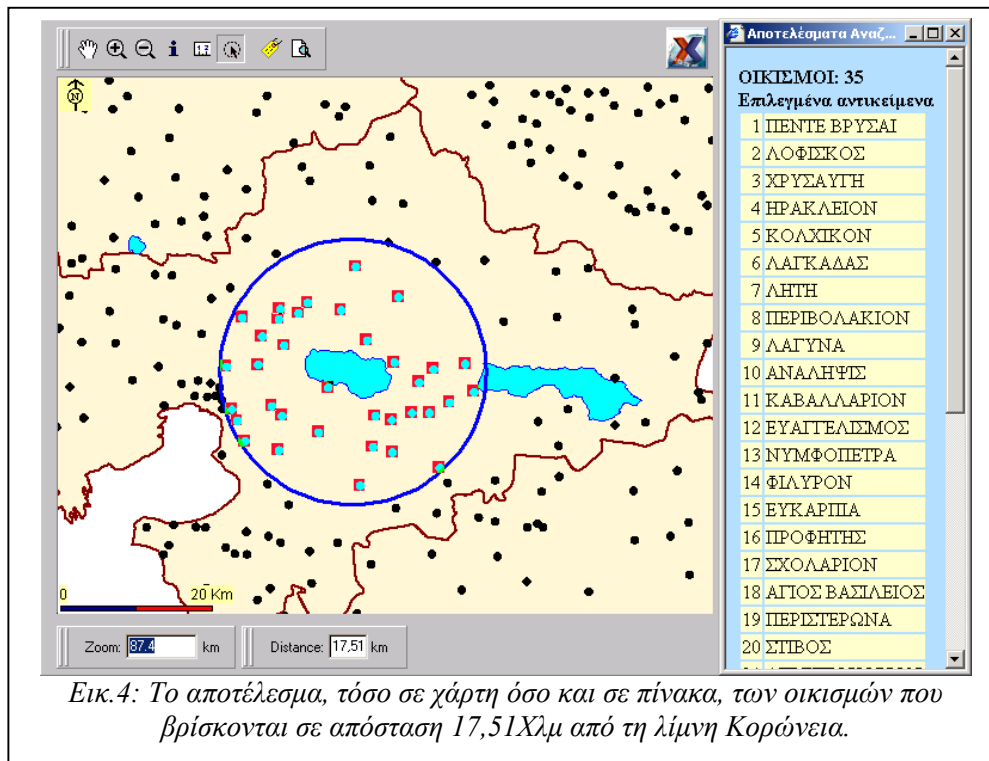 Αποτελέσματα Αναζ...
ΟΙΚΙΣΜΟΙ: 35
Επιλεγμένα αντικείμενα
1 ΠΕΝΤΕ ΒΡΥΣΑΙ
2 ΛΟΦΙΣΚΟΣ
3 ΧΡΥΣΑΥΓΗ
4 ΗΡΑΚΛΕΙΟΝ
5 ΚΟΛΧΙΚΟΝ
6 ΛΑΓΚΑΔΑΣ
7 ΛΗΤΗ
8 ΠΕΡΙΒΟΛΑΚΙΟΝ
9 ΛΑΓΥΝΑ
10 ΑΝΑΛΗΨΙΣ
11 ΚΑΒΑΛΛΑΡΙΟΝ
12 ΕΥΑΓΓΕΛΙΣΜΟΣ
13 ΝΥΜΦΟΠΕΤΡΑ
14 ΦΙΛΥΡΟΝ
15 ΕΥΚΑΡΠΙΑ
16 ΠΡΟΦΗΤΗΣ
17 ΣΧΟΛΑΡΙΟΝ
18 ΑΓΙΟΣ ΒΑΣΙΛΕΙΟΣ
19 ΠΕΡΙΣΤΕΡΩΝΑ
20 ΣΤΙΒΟΣ
N
0 20 Km
Zoom: 87.4 km
Distance: 17,51 km
Εικ.4: Το αποτέλεσμα, τόσο σε χάρτη όσο και σε πίνακα, των οικισμών που
βρίσκονται σε απόσταση 17,51Χλμ από τη λίμνη Κορώνεια.